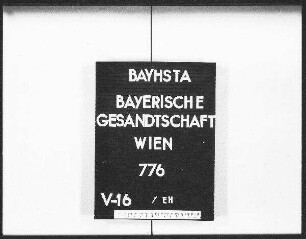 BAYHSTA
BAYERISCHE
GESANDTSCHAFT
WIEN
776
V-16 / EH